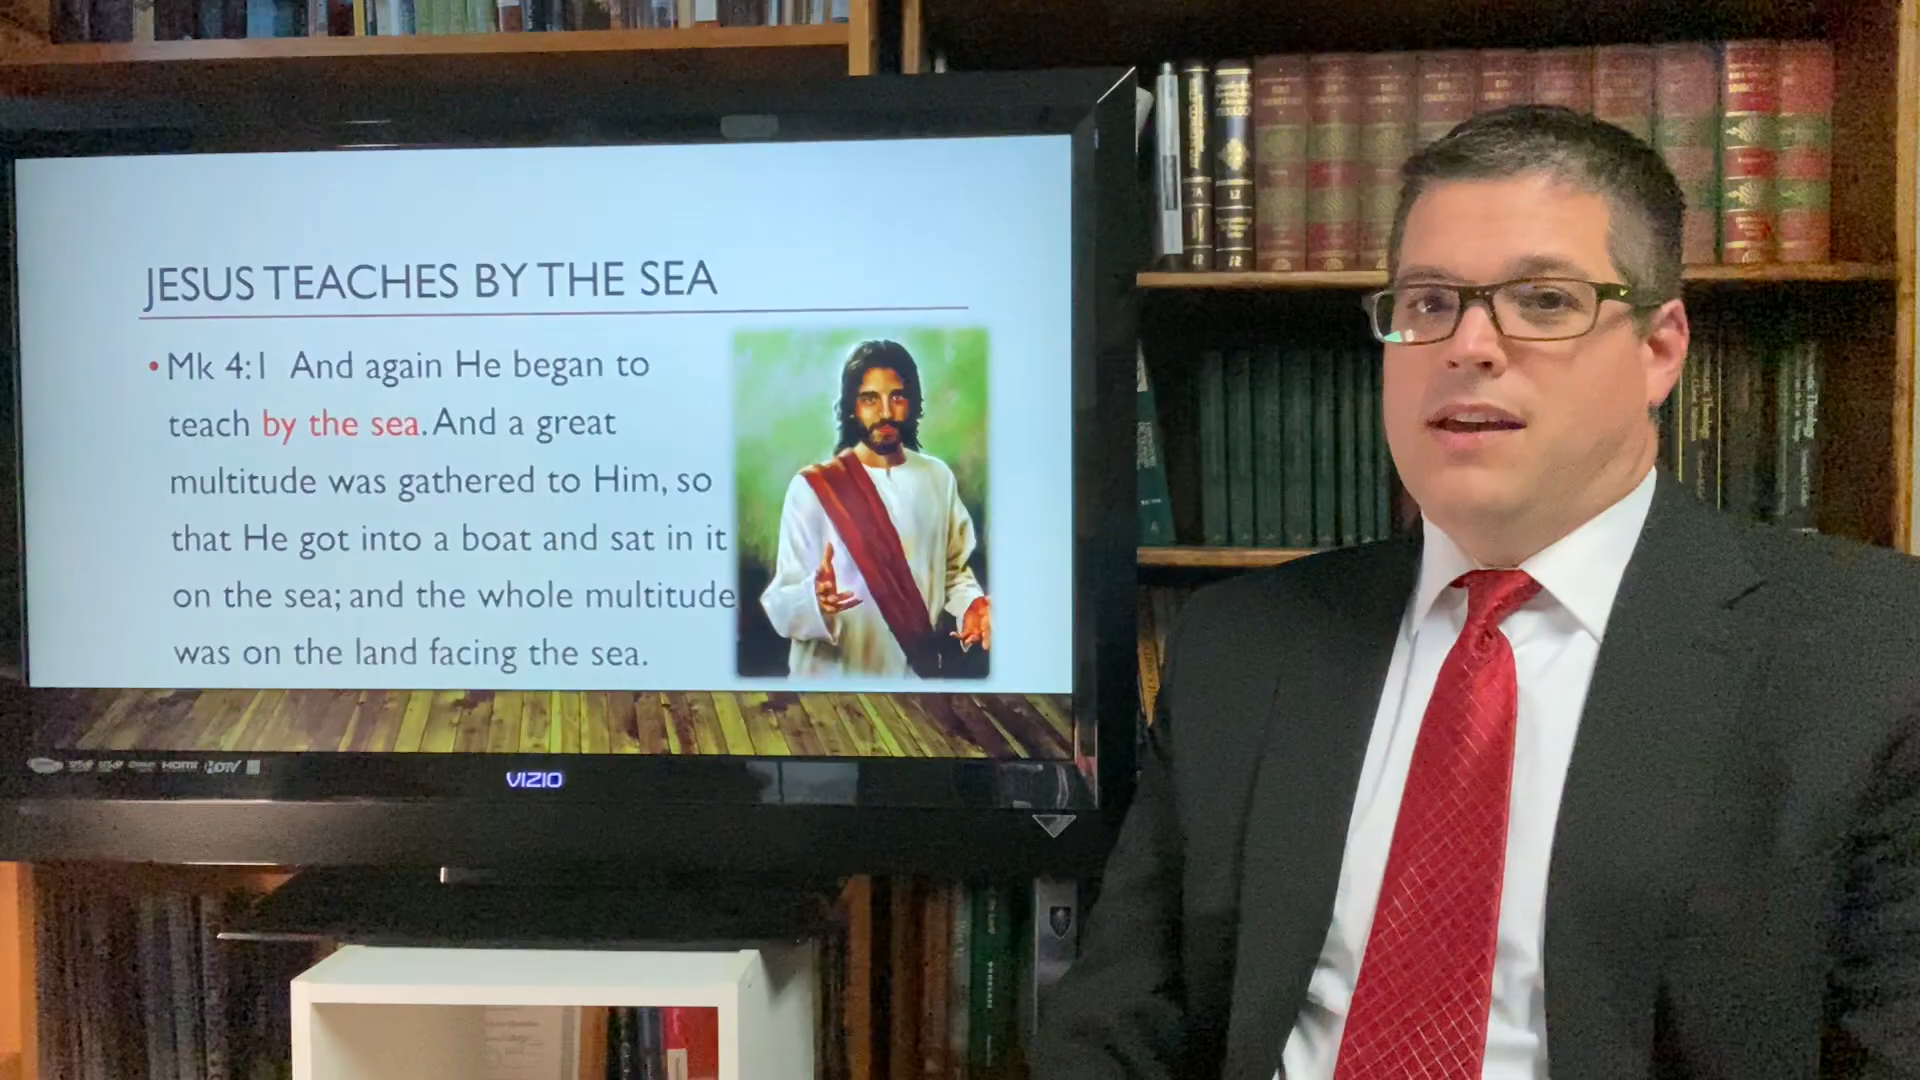 JESUS TEACHES BY THE SEA
• Mk 4:1 And again He began to
teach by the sea. And a great
multitude was gathered to Him, so
that He got into a boat and sat in it
on the sea; and the whole multitude
was on the land facing the sea.
HDMI
HDTV
VIZIO